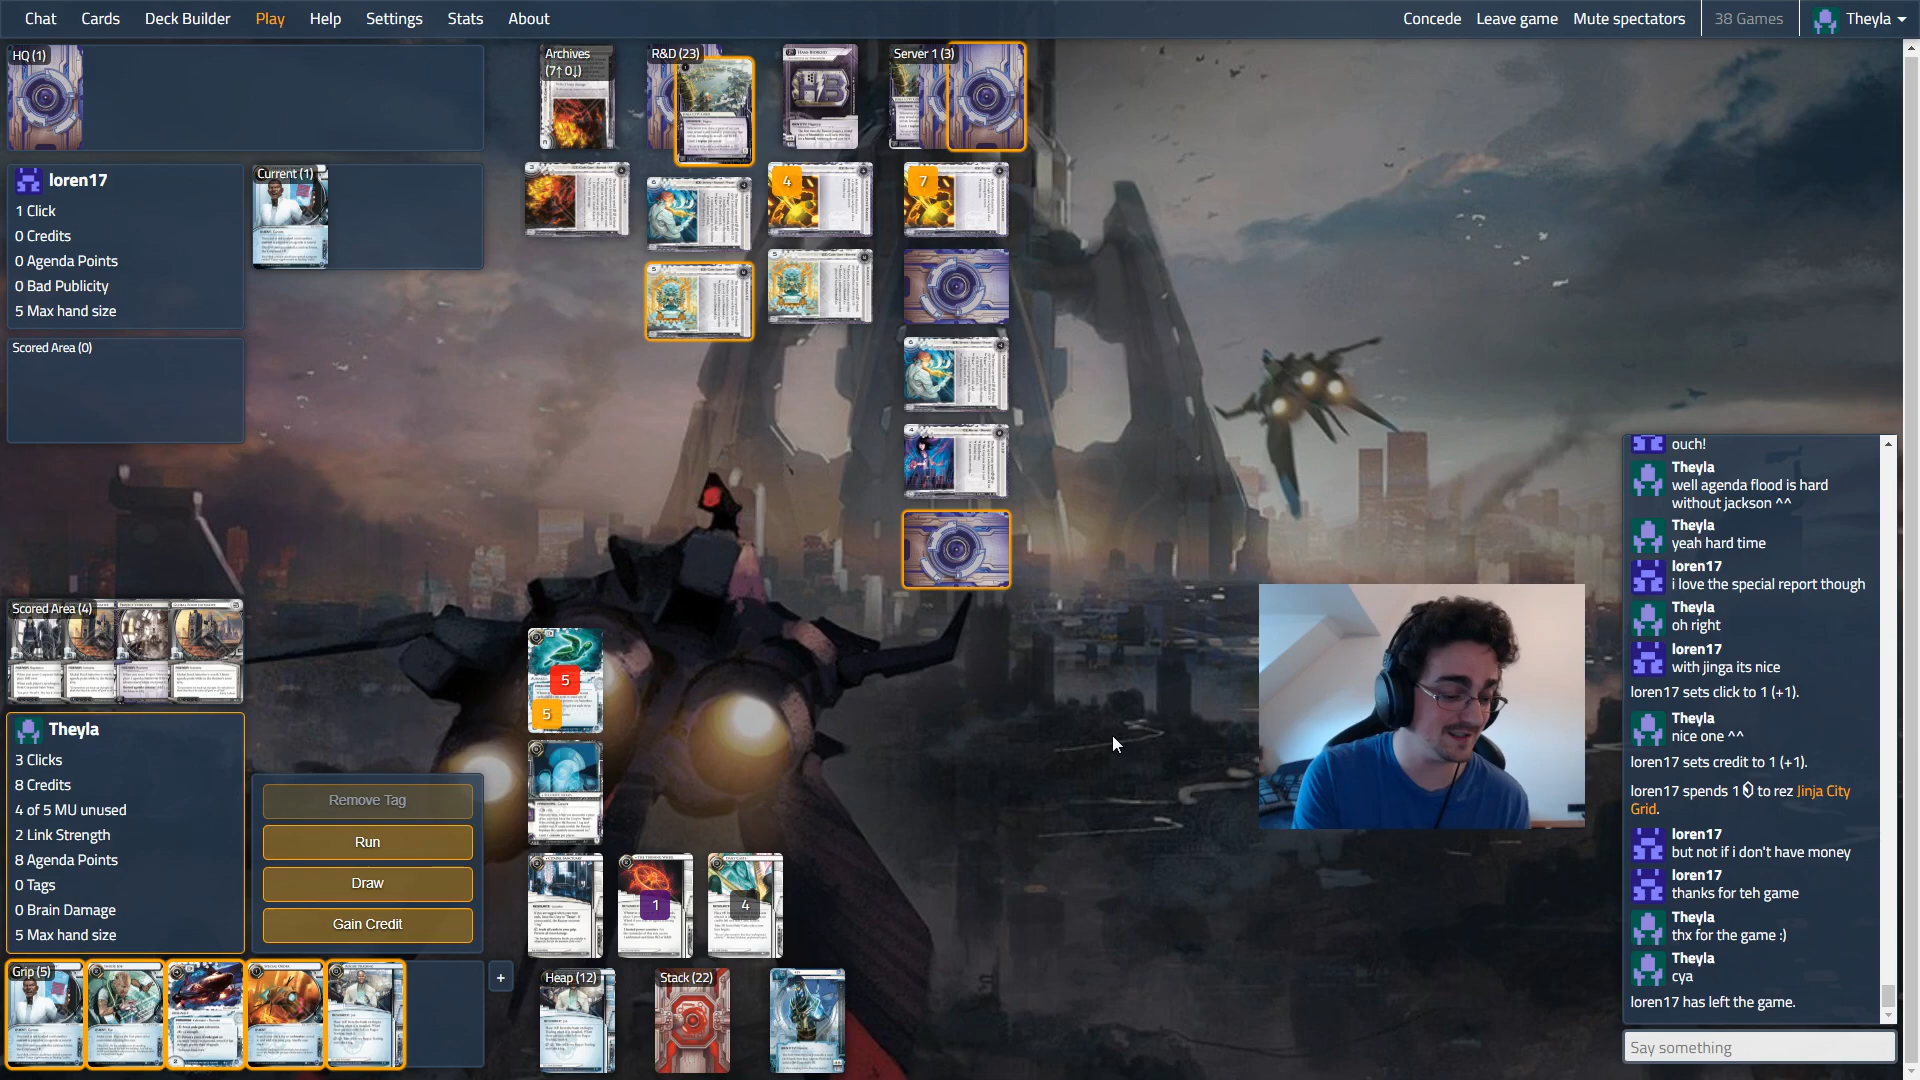 Chat Cards Deck Builder Play Help Settings Stats About
Concede Leave game Mute spectators 38 Games Theyla
HQ (1)
Archives
(7↑ 0↓)
R&D (23)
Server 1 (3)
loren17
1 Click
0 Credits
0 Agenda Points
0 Bad Publicity
5 Max hand size
Current (1)
4
7
Scored Area (0)
Scored Area (4)
Theyla
3 Clicks
8 Credits
4 of 5 MU unused
2 Link Strength
8 Agenda Points
0 Tags
0 Brain Damage
5 Max hand size
Remove Tag
Run
Draw
Gain Credit
5
5
1
4
Grip (5)
+
Heap (12)
Stack (22)
ouch!
Theyla
well agenda flood is hard
without jackson ^^
Theyla
yeah hard time
loren17
i love the special report though
Theyla
oh right
loren17
with jinga its nice
loren17 sets click to 1 (+1).
Theyla
nice one ^^
loren17 sets credit to 1 (+1).
loren17 spends 1 to rez Jinja City
Grid.
loren17
but not if i don't have money
loren17
thanks for teh game
Theyla
thx for the game :)
Theyla
cya
loren17 has left the game.
Say something